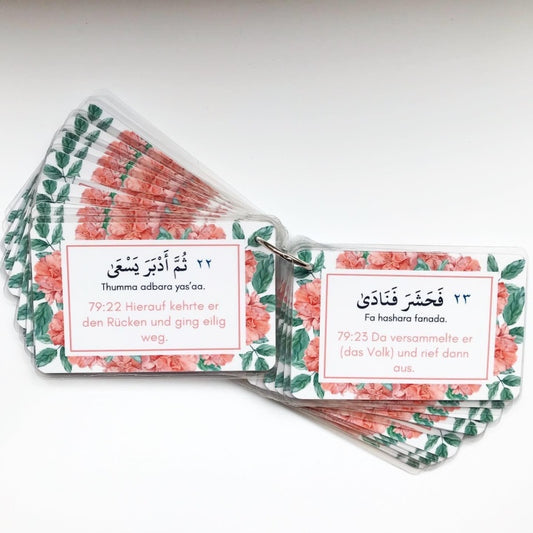 ثُمَّ أَدْبَرَ يَسْعَىٰ ٢٢
Thumma adbara yas'aa.
79:22 Hierauf kehrte er
den Rücken und ging eilig
weg.
فَحَشَرَ فَنَادَىٰ ٢٣
Fa hashara fanada.
79:23 Da versammelte er
(das Volk) und rief dann
aus.